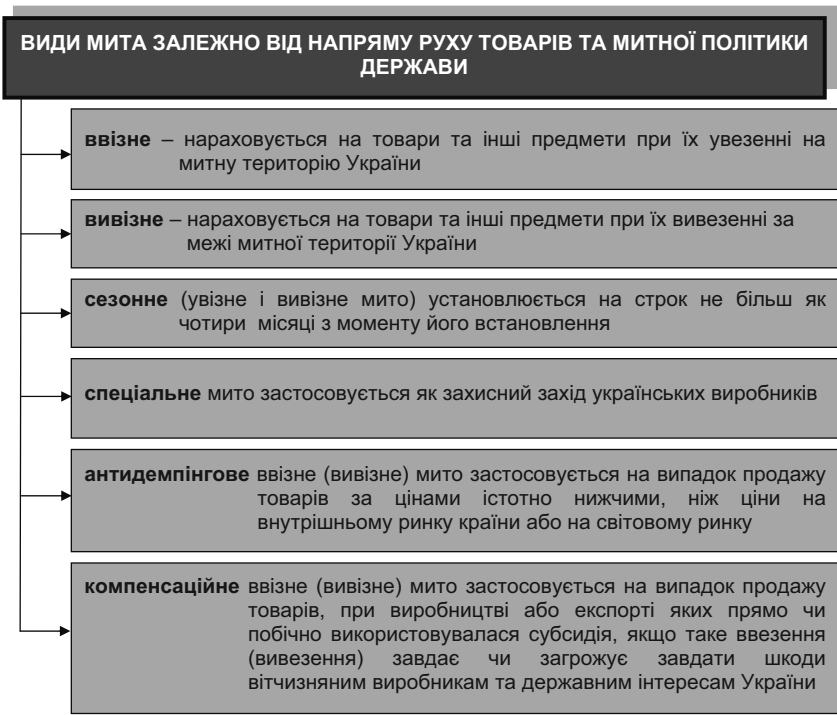 ВИДИ МИТА ЗАЛЕЖНО ВІД НАПРЯМУ РУХУ ТОВАРІВ ТА МИТНОЇ ПОЛІТИКИ
ДЕРЖАВИ
ввізне – нараховується на товари та інші предмети при їх увезенні на
митну територію України
вивізне – нараховується на товари та інші предмети при їх вивезенні за
межі митної території України
сезонне (увізне і вивізне мито) установлюється на строк не більш як
чотири місяці з моменту його встановлення
спеціальне мито застосовується як захисний захід українських виробників
антидемпінгове ввізне (вивізне) мито застосовується на випадок продажу
товарів за цінами істотно нижчими, ніж ціни на
внутрішньому ринку країни або на світовому ринку
компенсаційне ввізне (вивізне) мито застосовується на випадок продажу
товарів, при виробництві або експорті яких прямо чи
побічно використовувалася субсидія, якщо таке ввезення
(вивезення) завдає чи загрожує завдати шкоди
вітчизняним виробникам та державним інтересам України